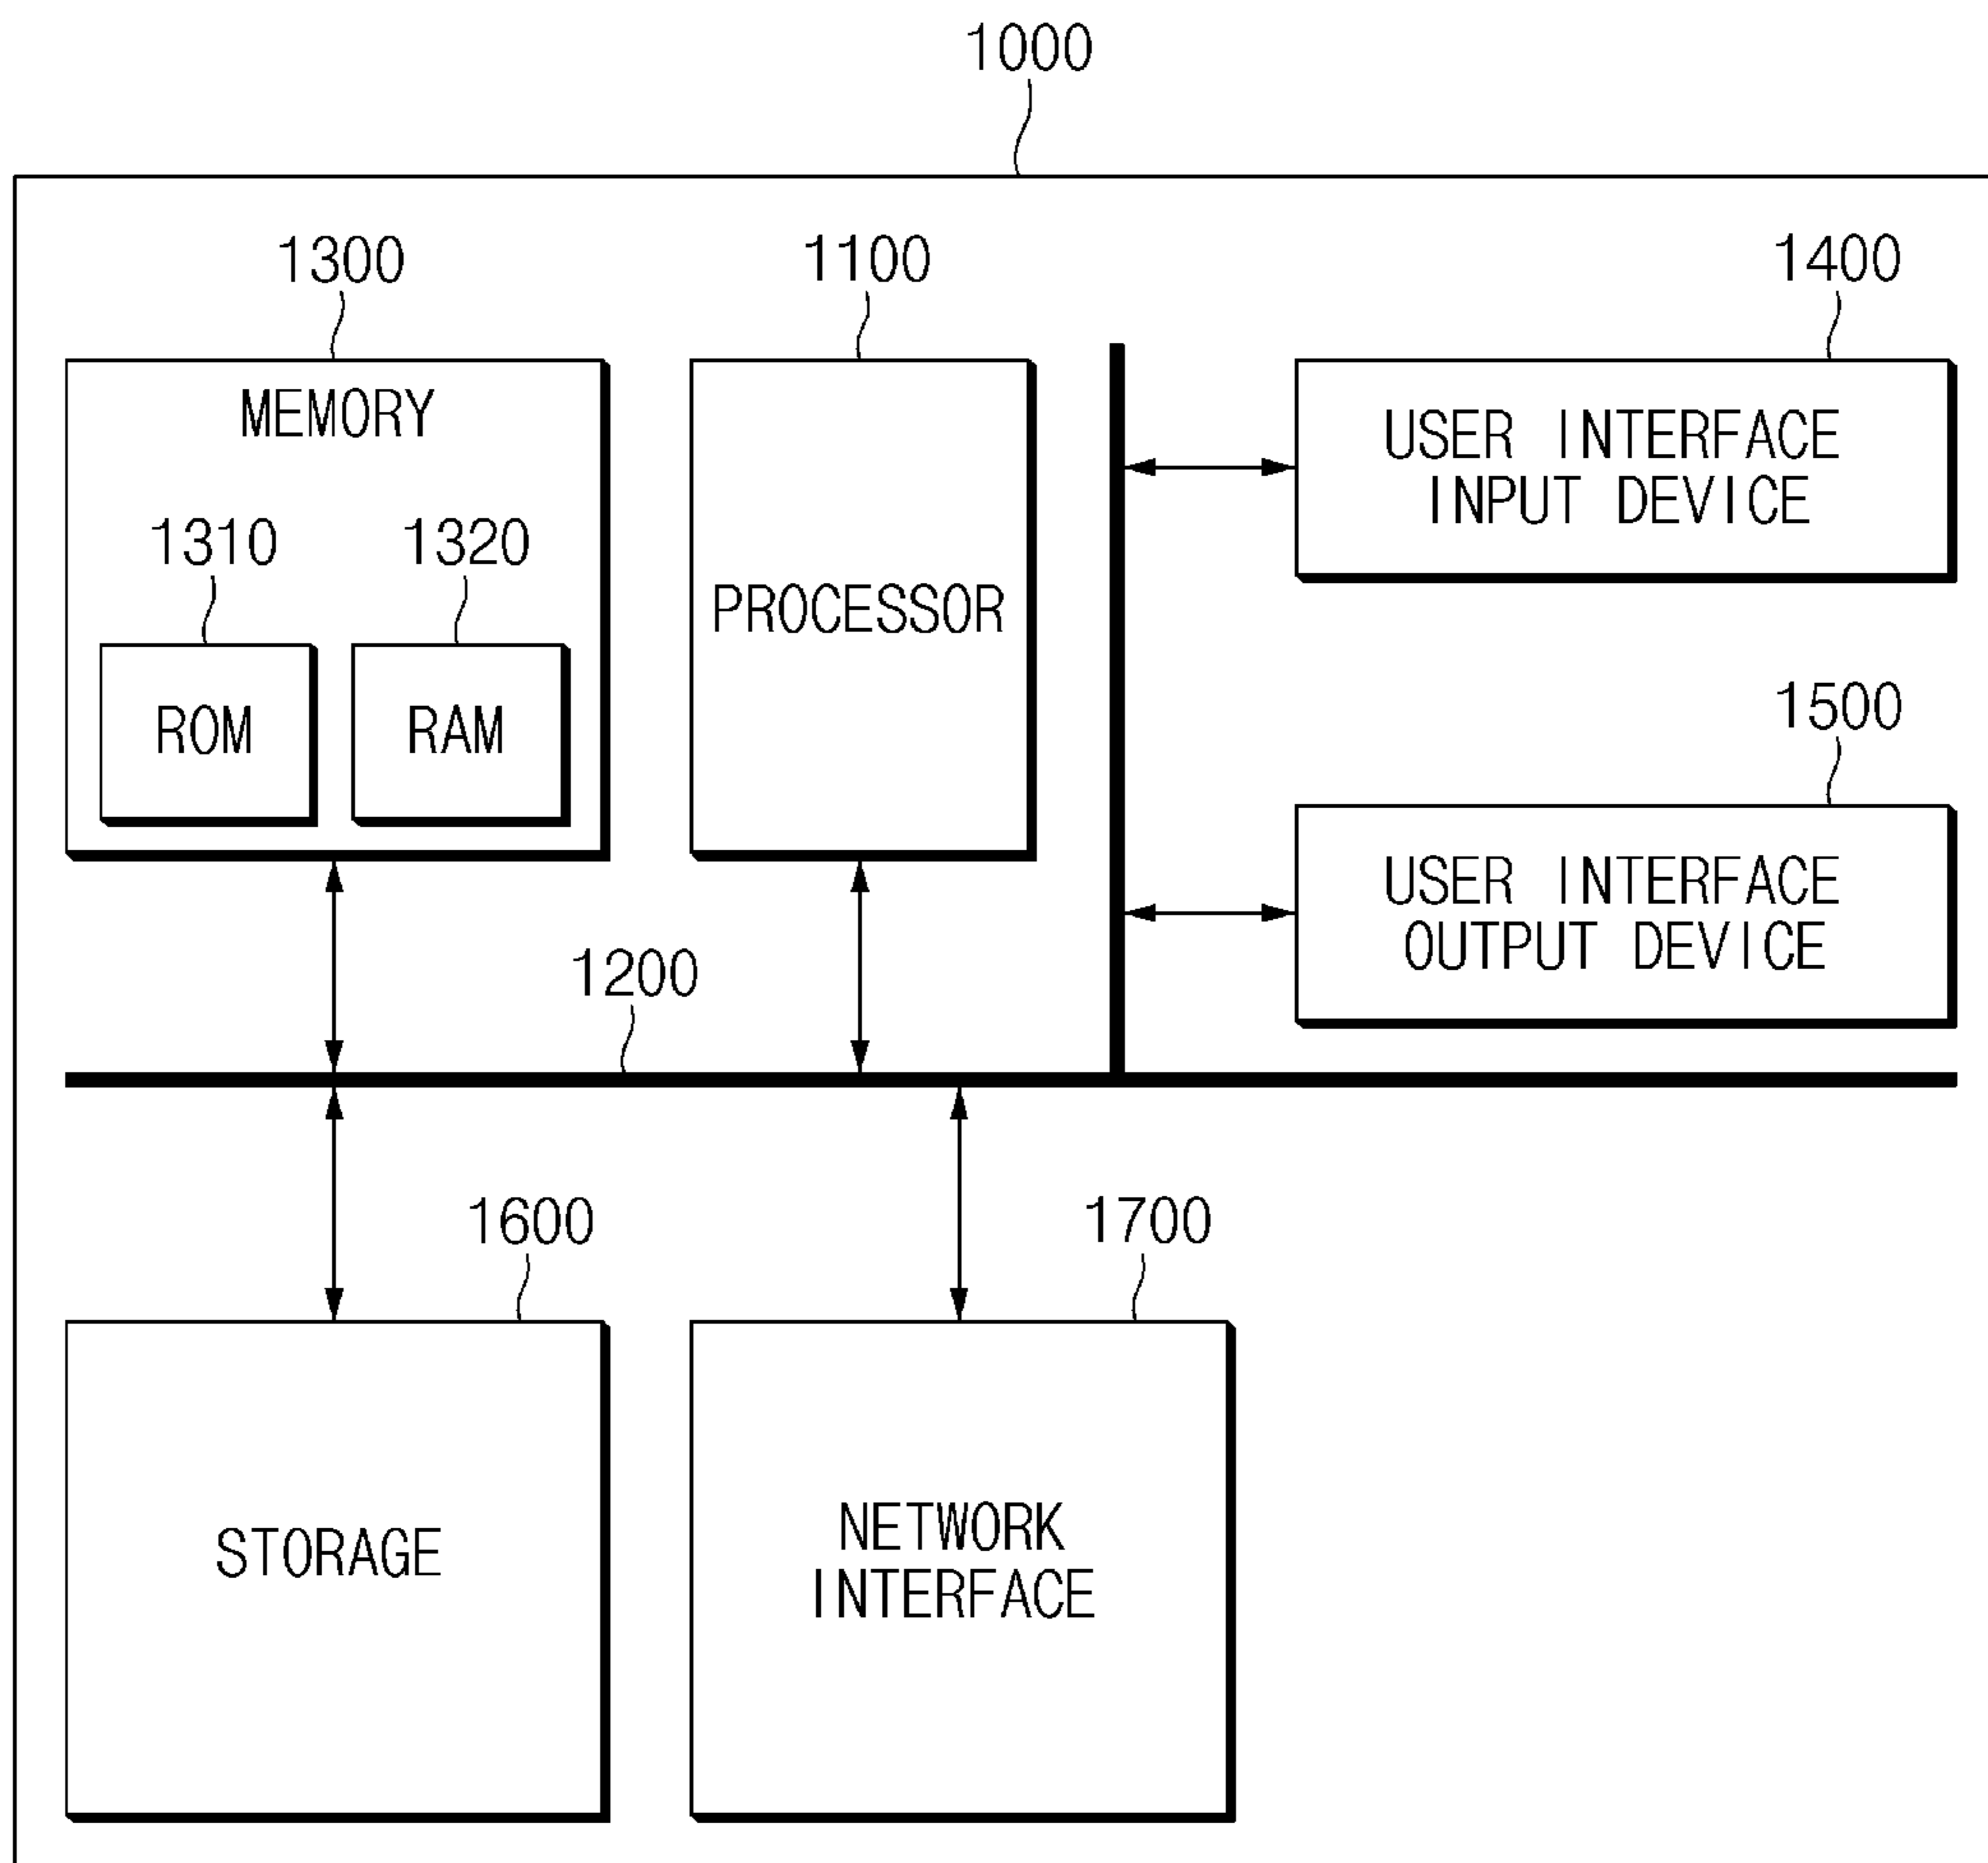 1000
1300
1100
1400
MEMORY
USER INTERFACE
INPUT DEVICE
1310
1320
PROCESSOR
ROM
RAM
1500
USER INTERFACE
OUTPUT DEVICE
1200
1600
1700
STORAGE
NETWORK
INTERFACE